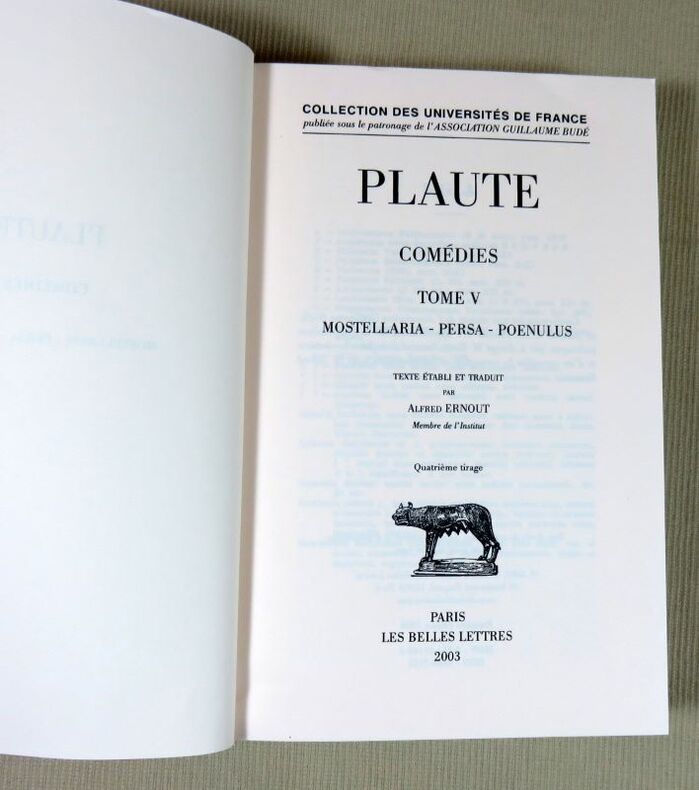 COLLECTION DES UNIVERSITÉS DE FRANCE
publiée sous le patronage de l'ASSOCIATION GUILLAUME BUDÉ
PLAUTE
COMÉDIES
TOME V
MOSTELLARIA - PERSA - POENULUS
TEXTE ÉTABLI ET TRADUIT
PAR
ALFRED ERNOUT
Membre de l'Institut
Quatrième tirage
PARIS
LES BELLES LETTRES
2003